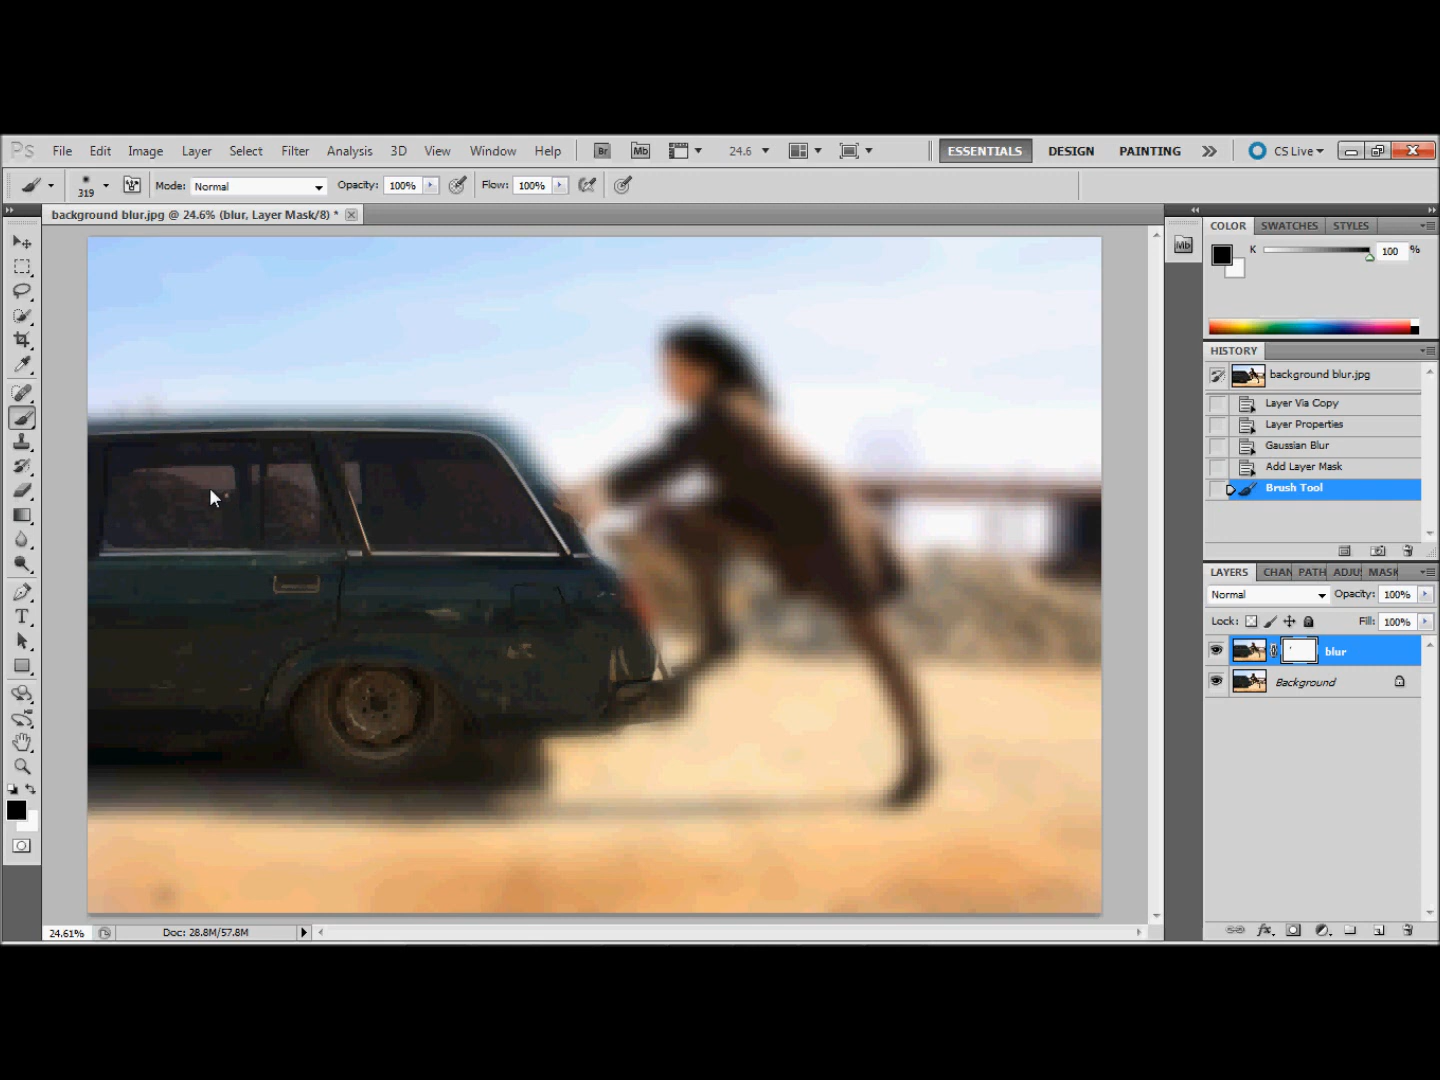 Ps File Edit Image Layer Select Filter Analysis 3D View Window Help Br Mb 24.6 ESSENTIALS DESIGN PAINTING CS Live
319 Mode: Normal Opacity: 100% Flow: 100%
background blur.jpg @ 24.6% (blur, Layer Mask/8) *
COLOR SWATCHES STYLES
Mb
K 100 %
HISTORY
background blur.jpg
Layer Via Copy
Layer Properties
Gaussian Blur
Add Layer Mask
Brush Tool
LAYERS CHAN PATH ADJU MASK
Normal Opacity: 100%
Lock: Fill: 100%
blur
Background
24.61% Doc: 28.8M/57.8M
fx